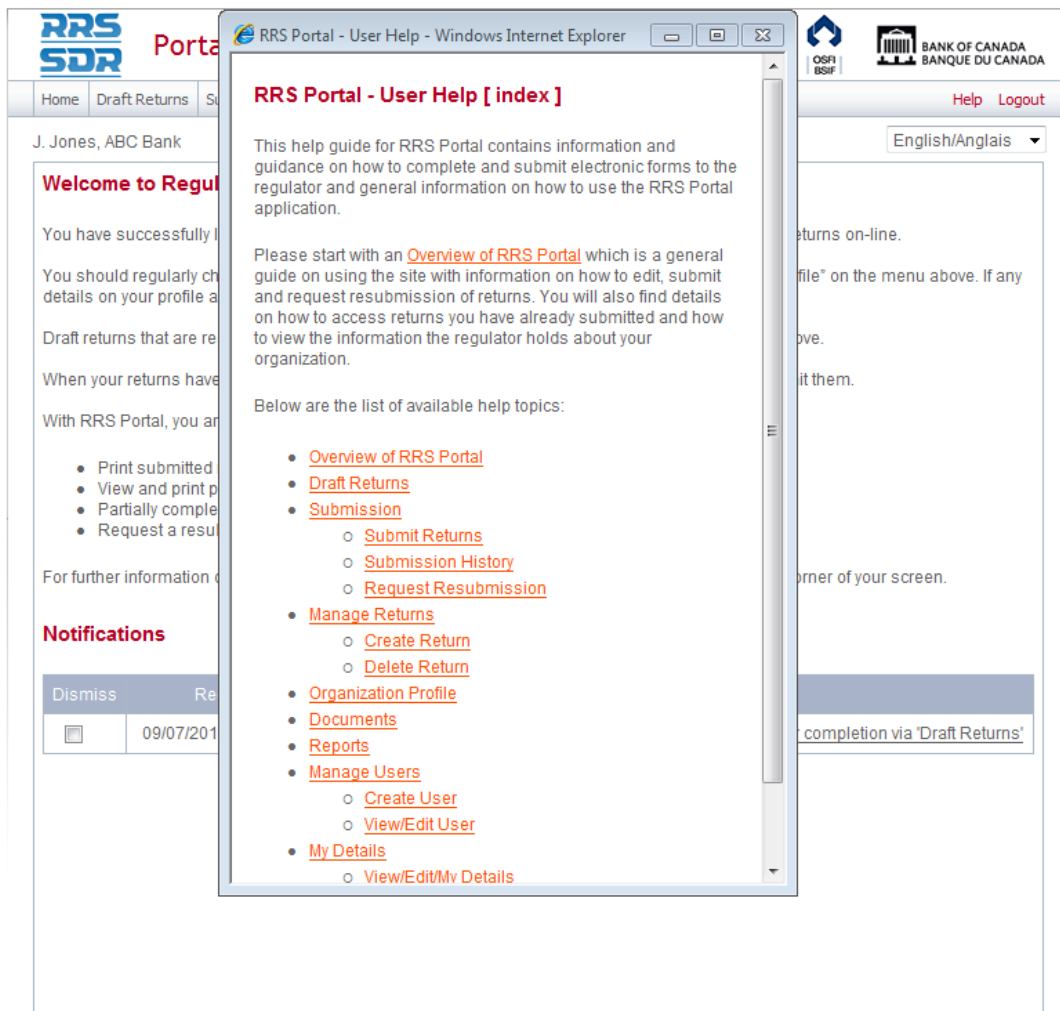 RRS
SDR
Porta
RRS Portal - User Help - Windows Internet Explorer
OSFI
BSIF
BANK OF CANADA
BANQUE DU CANADA
Home Draft Returns Su
Help Logout
J. Jones, ABC Bank
English/Anglais
Welcome to Regul
You have successfully l
eturns on-line.
You should regularly ch
file" on the menu above. If any
details on your profile a
Draft returns that are re
ove.
When your returns have
it them.
With RRS Portal, you ar
Print submitted
View and print p
Partially comple
Request a resul
For further information
orner of your screen.
Notifications
Dismiss Re
09/07/201
r completion via 'Draft Returns'
RRS Portal - User Help [ index ]
This help guide for RRS Portal contains information and
guidance on how to complete and submit electronic forms to the
regulator and general information on how to use the RRS Portal
application.
Please start with an Overview of RRS Portal which is a general
guide on using the site with information on how to edit, submit
and request resubmission of returns. You will also find details
on how to access returns you have already submitted and how
to view the information the regulator holds about your
organization.
Below are the list of available help topics:
Overview of RRS Portal
Draft Returns
Submission
Submit Returns
Submission History
Request Resubmission
Manage Returns
Create Return
Delete Return
Organization Profile
Documents
Reports
Manage Users
Create User
View/Edit User
My Details
View/Edit/My Details